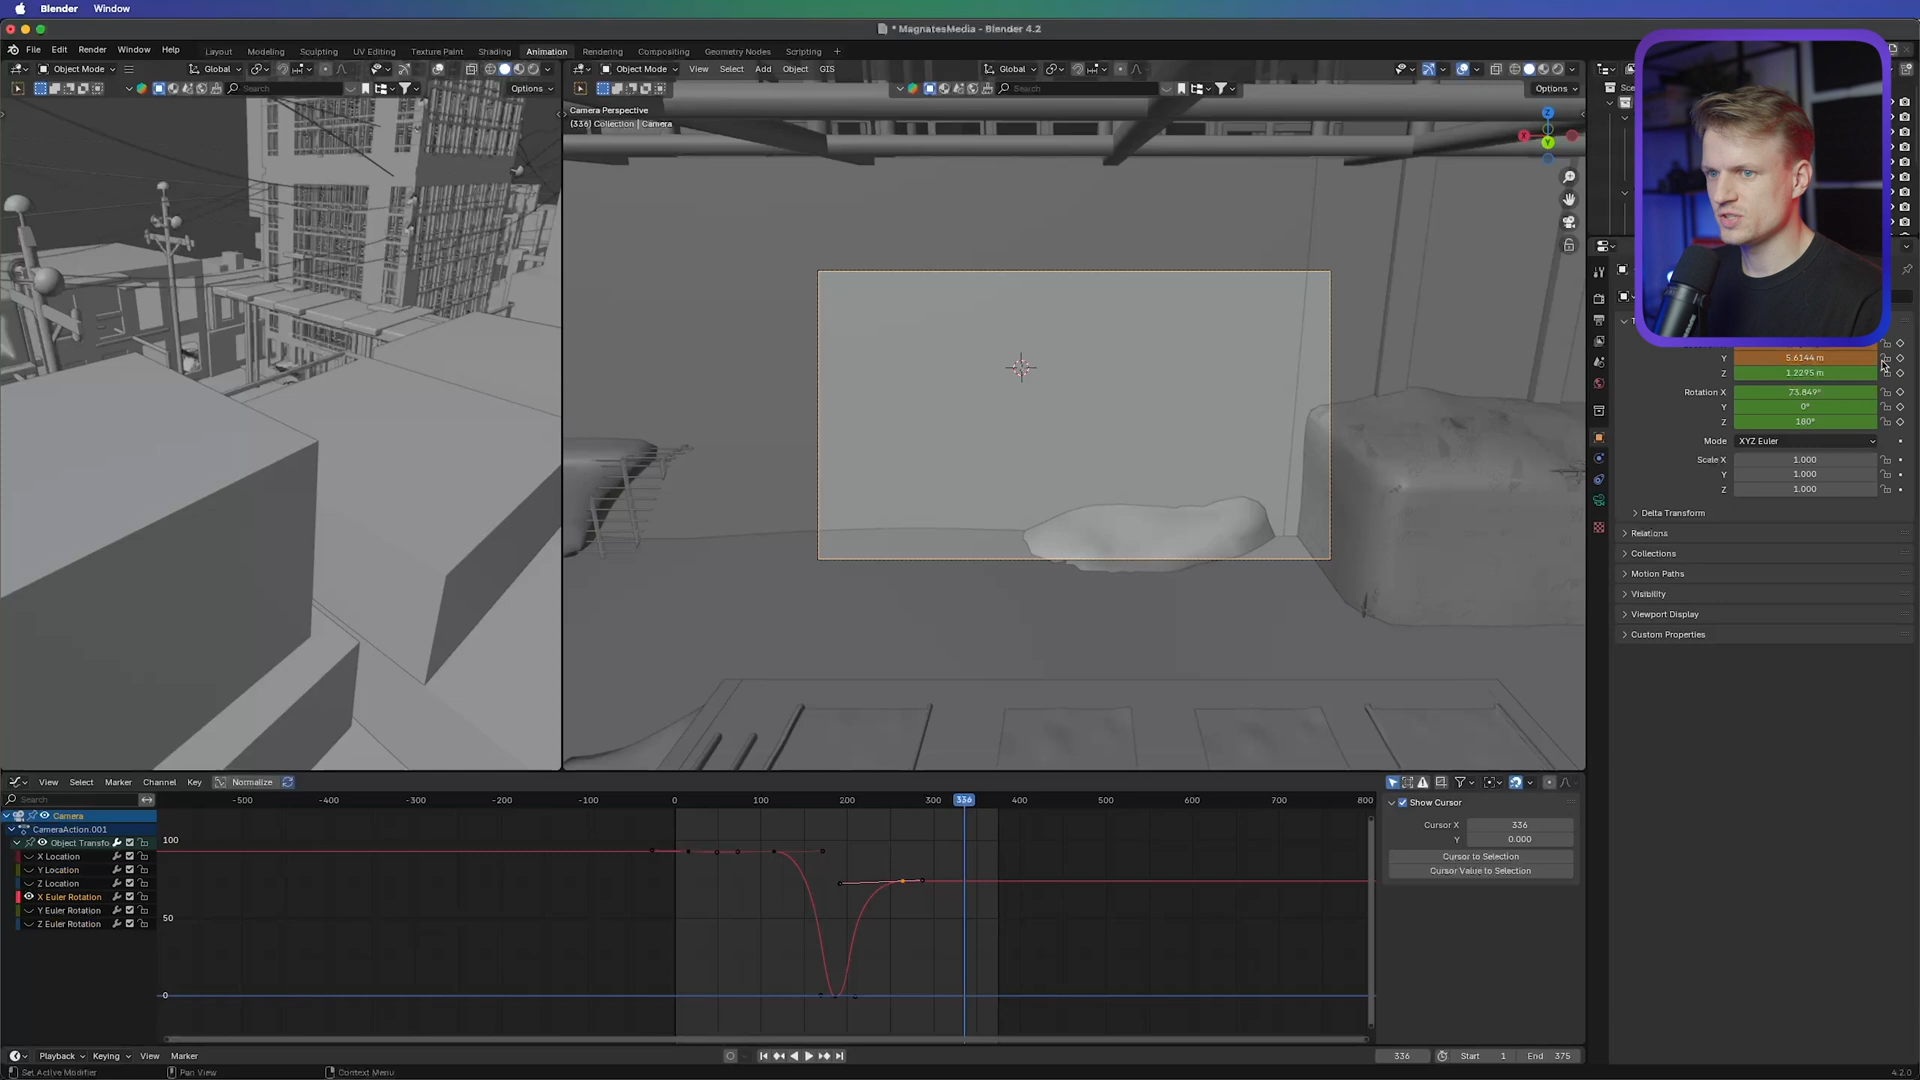 Blender Window
* MagnatesMedia - Blender 4.2
File Edit Render Window Help Layout Modeling Sculpting UV Editing Texture Paint Shading Animation Rendering Compositing Geometry Nodes Scripting +
Object Mode Global
Object Mode View Select Add Object GIS Global
Search Options
Search Options
Camera Perspective
(336) Collection | Camera
Z
X
Y
Y 5.6144 m
Z 1.2295 m
Rotation X 73.849°
Y 0°
Z 180°
Mode XYZ Euler
Scale X 1.000
Y 1.000
Z 1.000
Delta Transform
Relations
Collections
Motion Paths
Visibility
Viewport Display
Custom Properties
View Select Marker Channel Key Normalize
Search
-500 -400 -300 -200 -100 0 100 200 300 336 400 500 600 700 800
Camera
CameraAction.001
Object Transfo
X Location
Y Location
Z Location
X Euler Rotation
Y Euler Rotation
Z Euler Rotation
100
50
0
Show Cursor
Cursor X 336
Y 0.000
Cursor to Selection
Cursor Value to Selection
Playback Keying View Marker 336 Start 1 End 375
Set Active Modifier Pan View Context Menu 4.2.0